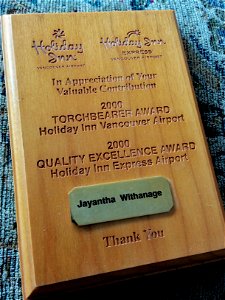 Holiday Inn
VANCOUVER AIRPORT
Holiday Inn
EXPRESS
VANCOUVER AIRPORT
In Appreciation of Your
Valuable Contribution
2000
TORCHBEARER AWARD
Holiday Inn Vancouver Airport
2000
QUALITY EXCELLENCE AWARD
Holiday Inn Express Airport
Jayantha Withanage
Thank You